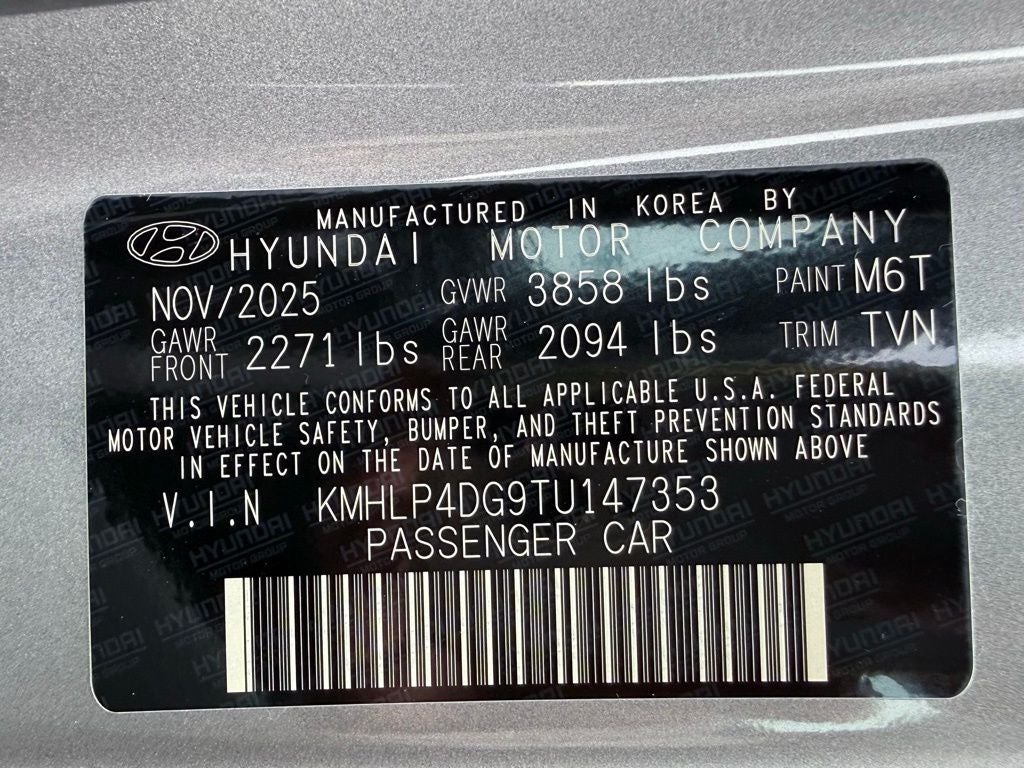 MANUFACTURED IN KOREA BY
HYUNDAI MOTOR COMPANY
NOV/2025 GVWR 3858 lbs PAINT M6T
GAWR FRONT 2271 lbs GAWR REAR 2094 lbs TRIM TVN
THIS VEHICLE CONFORMS TO ALL APPLICABLE U.S.A. FEDERAL
MOTOR VEHICLE SAFETY, BUMPER, AND THEFT PREVENTION STANDARDS
IN EFFECT ON THE DATE OF MANUFACTURE SHOWN ABOVE
V.I.N KMHLP4DG9TU147353
PASSENGER CAR